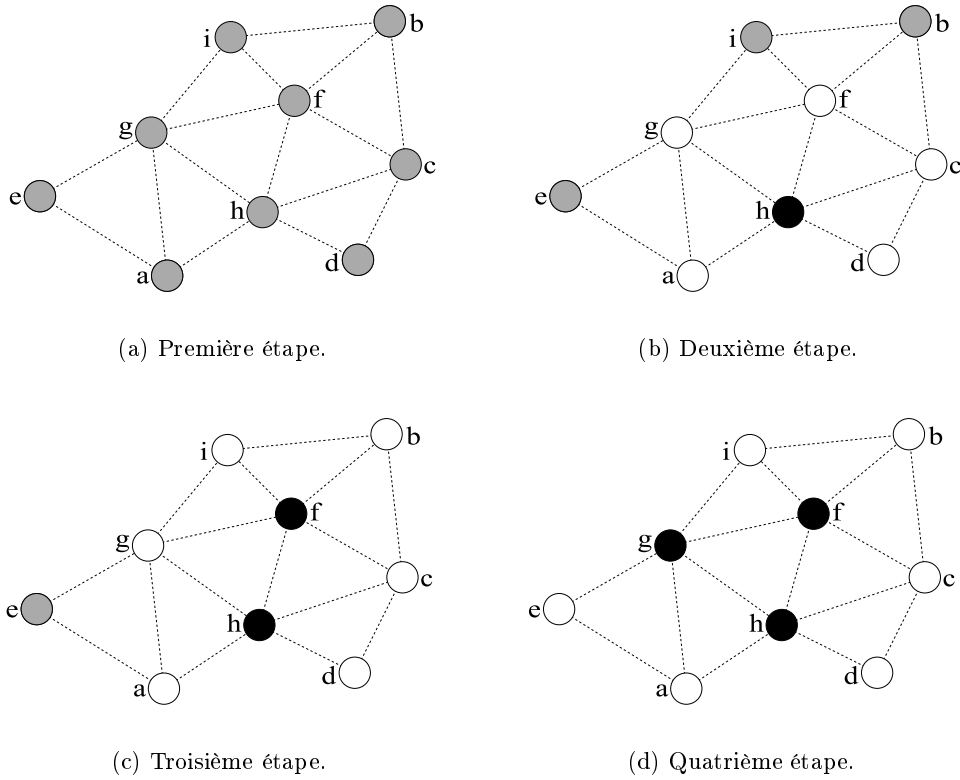 i
b
f
g
c
e
h
d
a
(a) Première étape.
i
b
f
g
c
e
h
d
a
(b) Deuxième étape.
i
b
f
g
c
e
h
d
a
(c) Troisième étape.
i
b
f
g
c
e
h
d
a
(d) Quatrième étape.